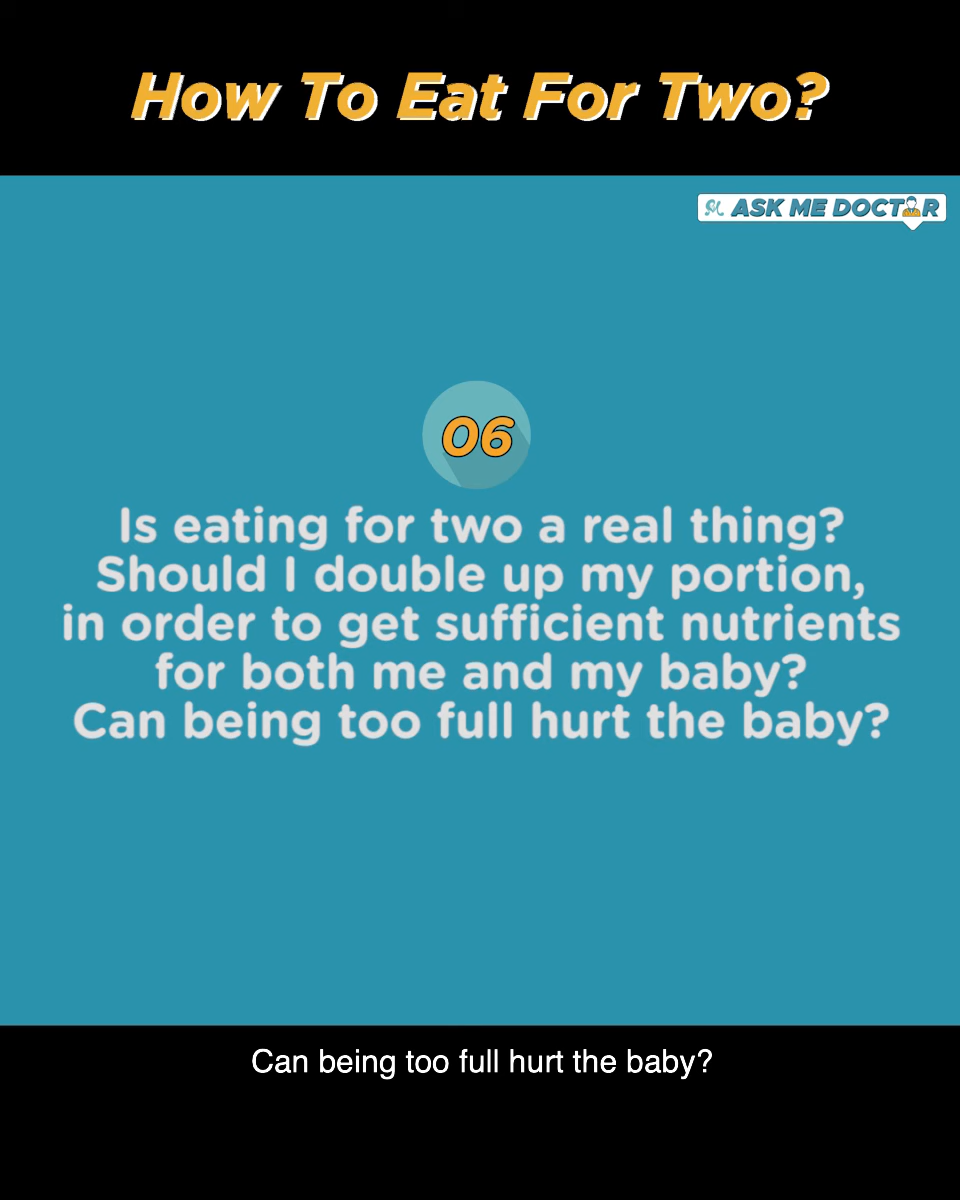 How To Eat For Two?
ASK ME DOCTOR
06
Is eating for two a real thing?
Should I double up my portion,
in order to get sufficient nutrients
for both me and my baby?
Can being too full hurt the baby?
Can being too full hurt the baby?